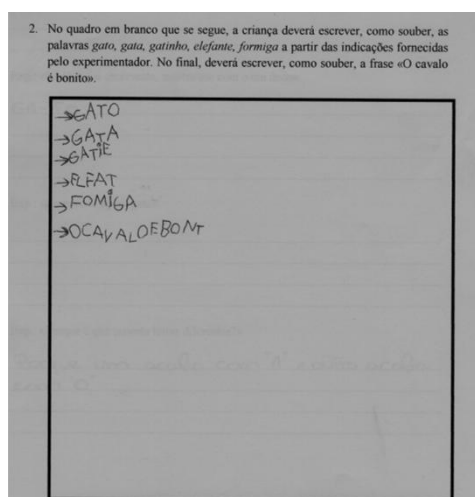 2. No quadro em branco que se segue, a criança deverá escrever, como souber, as
palavras gato, gata, gatinho, elefante, formiga a partir das indicações fornecidas
pelo experimentador. No final, deverá escrever, como souber, a frase «O cavalo
é bonito».
→GATO
→GATA
→GATIE
→ELFAT
→FOMIGA
→OCAVALOEBONT